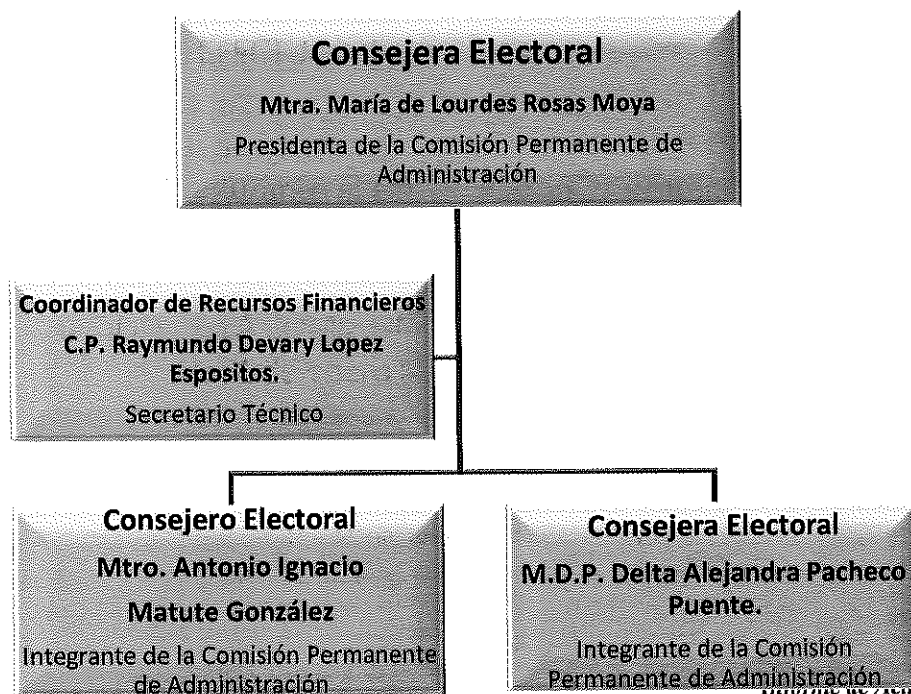 Consejera Electoral
Mtra. María de Lourdes Rosas Moya
Presidenta de la Comisión Permanente de
Administración
Coordinador de Recursos Financieros
C.P. Raymundo Devary Lopez
Espositos.
Secretario Técnico
Consejero Electoral
Mtro. Antonio Ignacio
Matute González
Integrante de la Comisión Permanente
de Administración
Consejera Electoral
M.D.P. Delta Alejandra Pacheco
Puente.
Integrante de la Comisión
Permanente de Administración